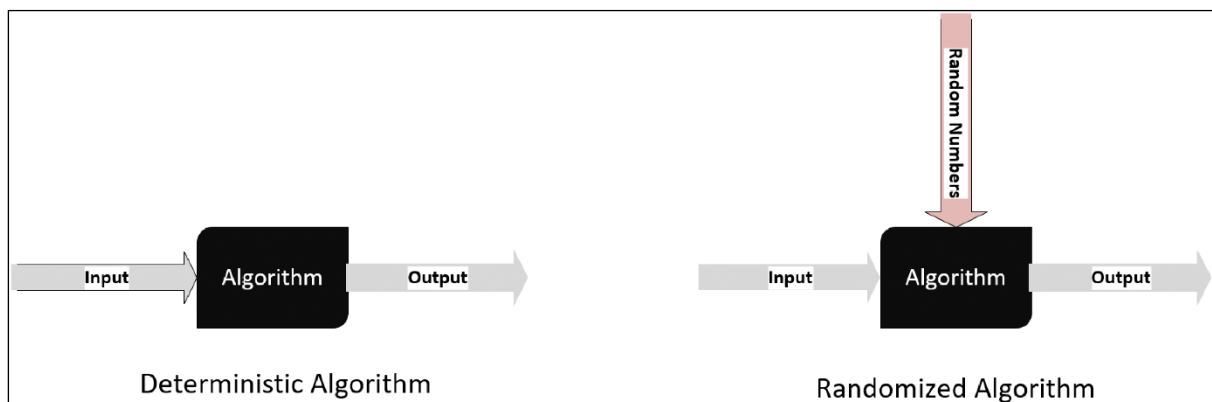 Random Numbers
Input
Algorithm
Output
Input
Algorithm
Output
Deterministic Algorithm
Randomized Algorithm